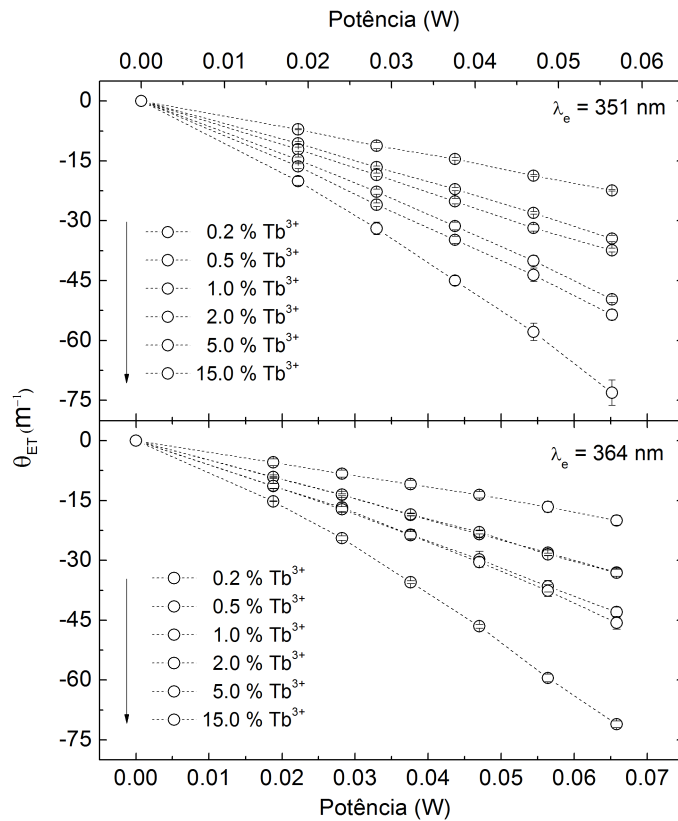 Potência (W)
0.00 0.01 0.02 0.03 0.04 0.05 0.06
λe = 351 nm
0
-15
-30
-45
-60
-75
0.2 % Tb³⁺
0.5 % Tb³⁺
1.0 % Tb³⁺
2.0 % Tb³⁺
5.0 % Tb³⁺
15.0 % Tb³⁺
θET (m⁻¹)
λe = 364 nm
0
-15
-30
-45
-60
-75
0.2 % Tb³⁺
0.5 % Tb³⁺
1.0 % Tb³⁺
2.0 % Tb³⁺
5.0 % Tb³⁺
15.0 % Tb³⁺
0.00 0.01 0.02 0.03 0.04 0.05 0.06 0.07
Potência (W)